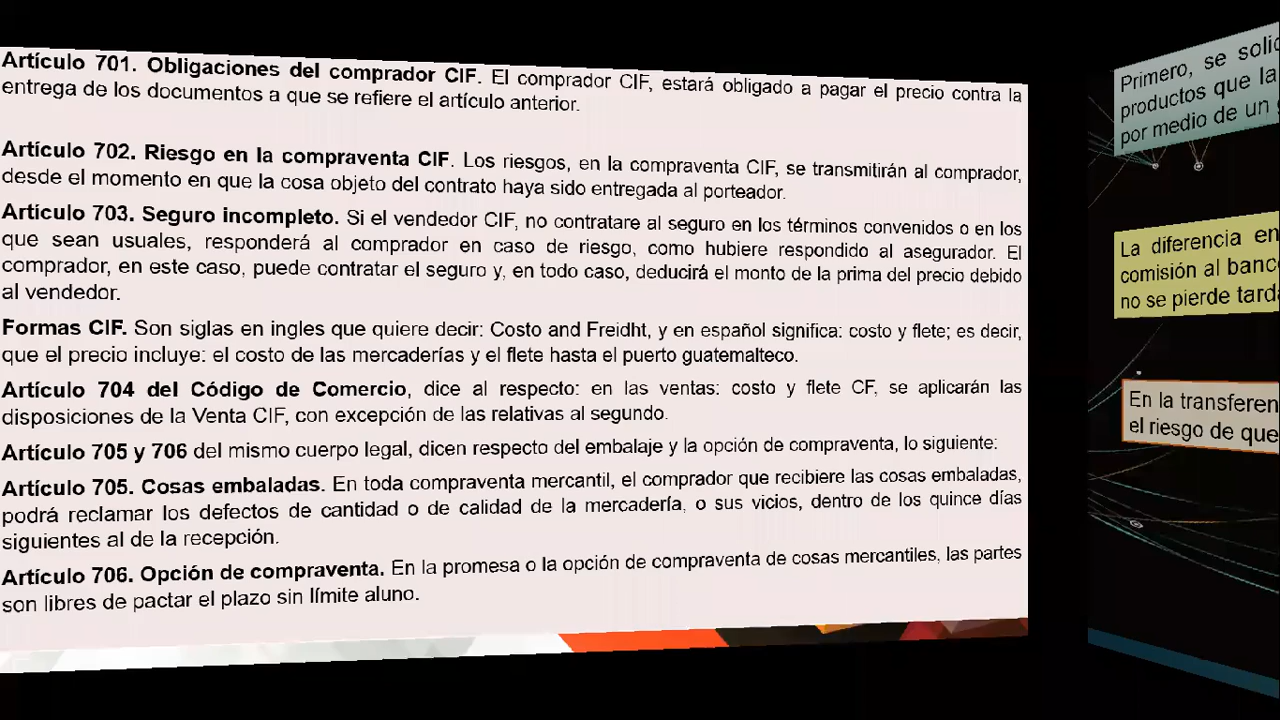 Artículo 701. Obligaciones del comprador CIF. El comprador CIF, estará obligado a pagar el precio contra la
entrega de los documentos a que se refiere el artículo anterior.
Artículo 702. Riesgo en la compraventa CIF. Los riesgos, en la compraventa CIF, se transmitirán al comprador,
desde el momento en que la cosa objeto del contrato haya sido entregada al porteador.
Artículo 703. Seguro incompleto. Si el vendedor CIF, no contratare al seguro en los términos convenidos o en los
que sean usuales, responderá al comprador en caso de riesgo, como hubiere respondido al asegurador. El
comprador, en este caso, puede contratar el seguro y, en todo caso, deducirá el monto de la prima del precio debido
al vendedor.
Formas CIF. Son siglas en ingles que quiere decir: Costo and Freidht, y en español significa: costo y flete; es decir,
que el precio incluye: el costo de las mercaderías y el flete hasta el puerto guatemalteco.
Artículo 704 del Código de Comercio, dice al respecto: en las ventas: costo y flete CF, se aplicarán las
disposiciones de la Venta CIF, con excepción de las relativas al segundo.
Artículo 705 y 706 del mismo cuerpo legal, dicen respecto del embalaje y la opción de compraventa, lo siguiente:
Artículo 705. Cosas embaladas. En toda compraventa mercantil, el comprador que recibiere las cosas embaladas,
podrá reclamar los defectos de cantidad o de calidad de la mercadería, o sus vicios, dentro de los quince días
siguientes al de la recepción.
Artículo 706. Opción de compraventa. En la promesa o la opción de compraventa de cosas mercantiles, las partes
son libres de pactar el plazo sin límite aluno.
Primero, se
productos que la
por medio de un
La diferencia en
comisión al
no se pierde
En la
el riesgo de que